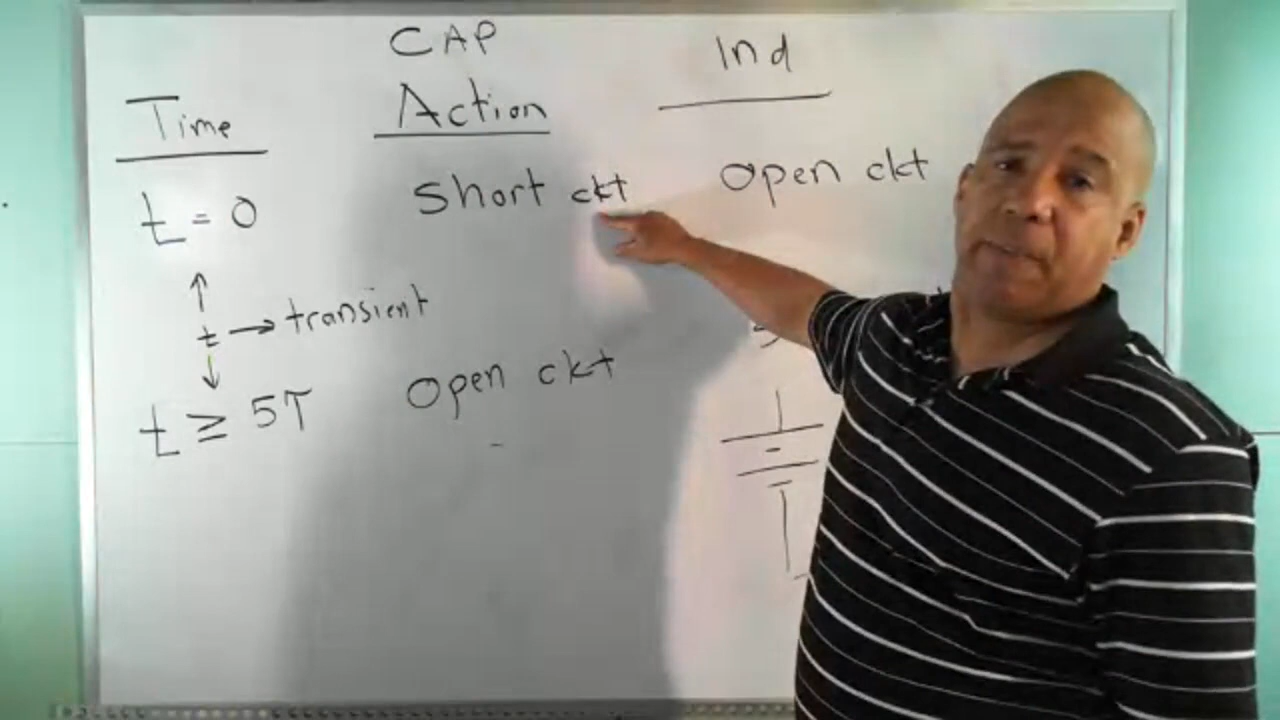 CAP Ind
Time Action
t = 0 short ckt open ckt
t → transient
t ≥ 5T open ckt